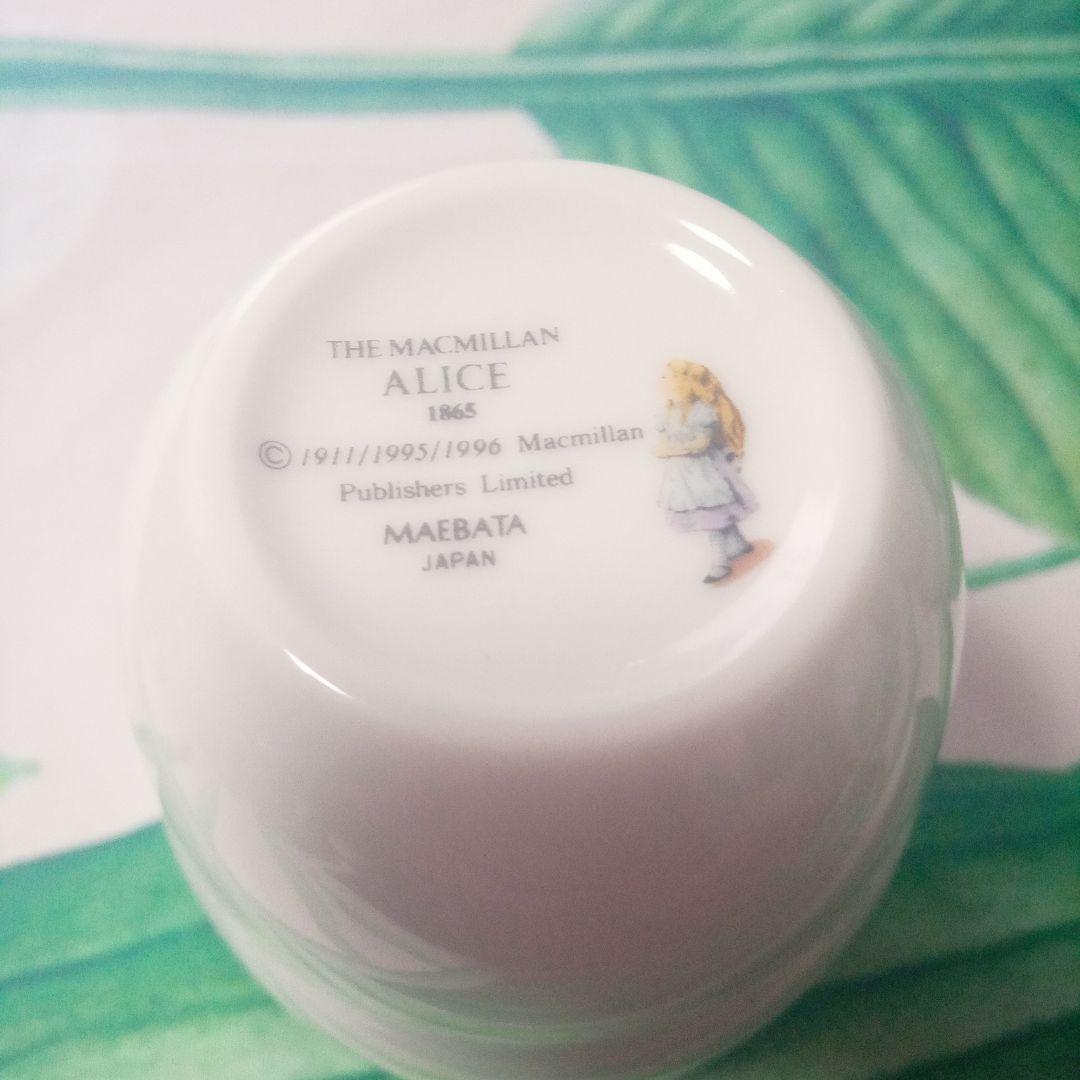 THE MACMILLAN
ALICE
1865
© 1911/1995/1996 Macmillan
Publishers Limited
MAEBATA
JAPAN